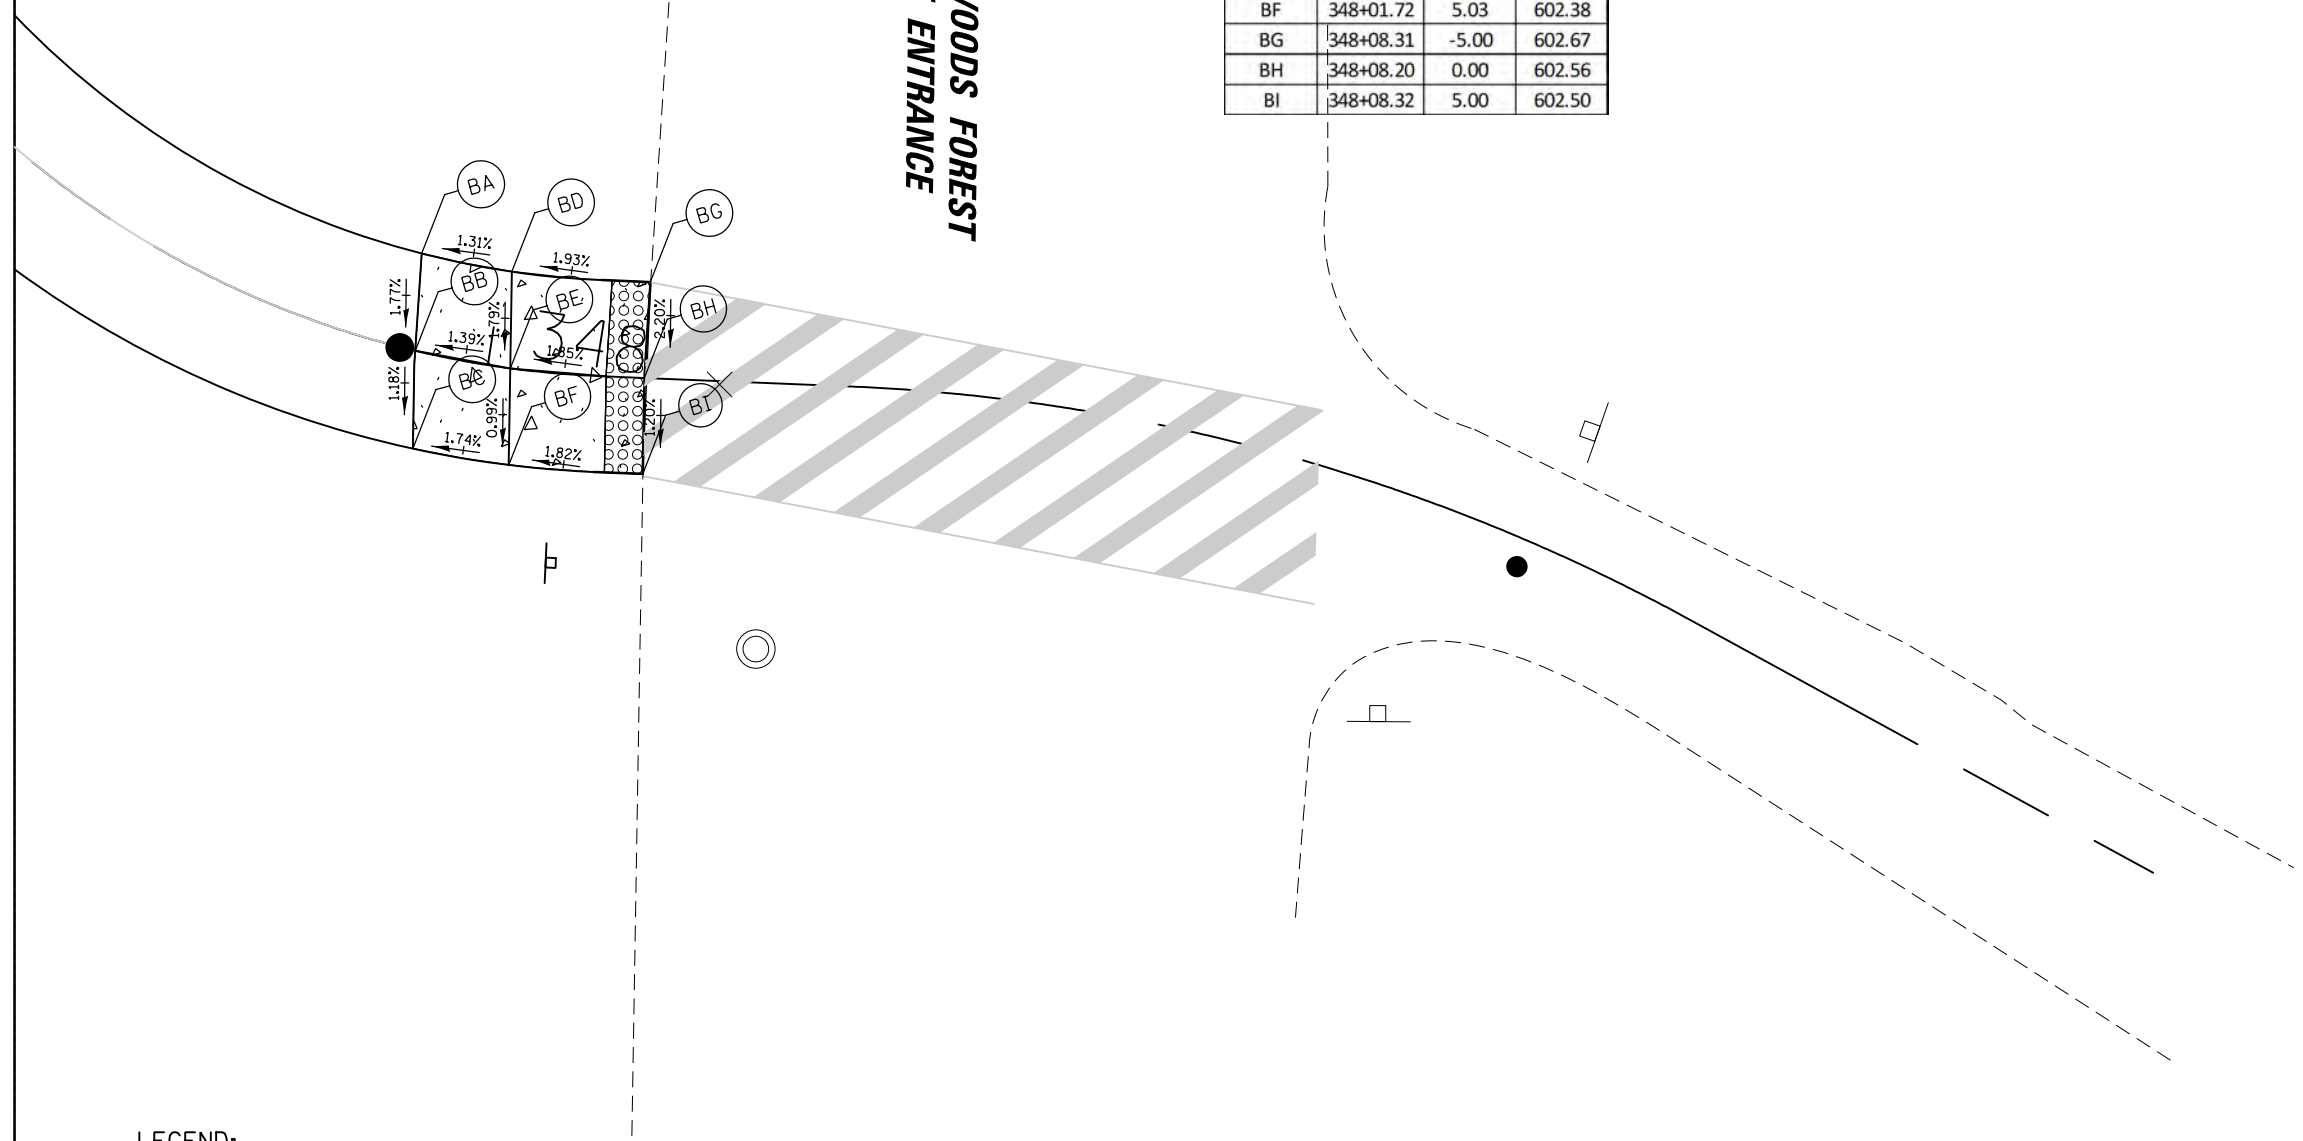 BF 348+01.72 5.03 602.38
BG 348+08.31 -5.00 602.67
BH 348+08.20 0.00 602.56
BI 348+08.32 5.00 602.50
FOREST
ENTRANCE
BA
BD
BG
1.31%
1.93%
BB
BE
BH
1.77%
1.79%
2.20%
348
1.39%
1.85%
BC
BF
BI
1.18%
0.99%
1.20%
1.74%
1.82%
LEGEND: